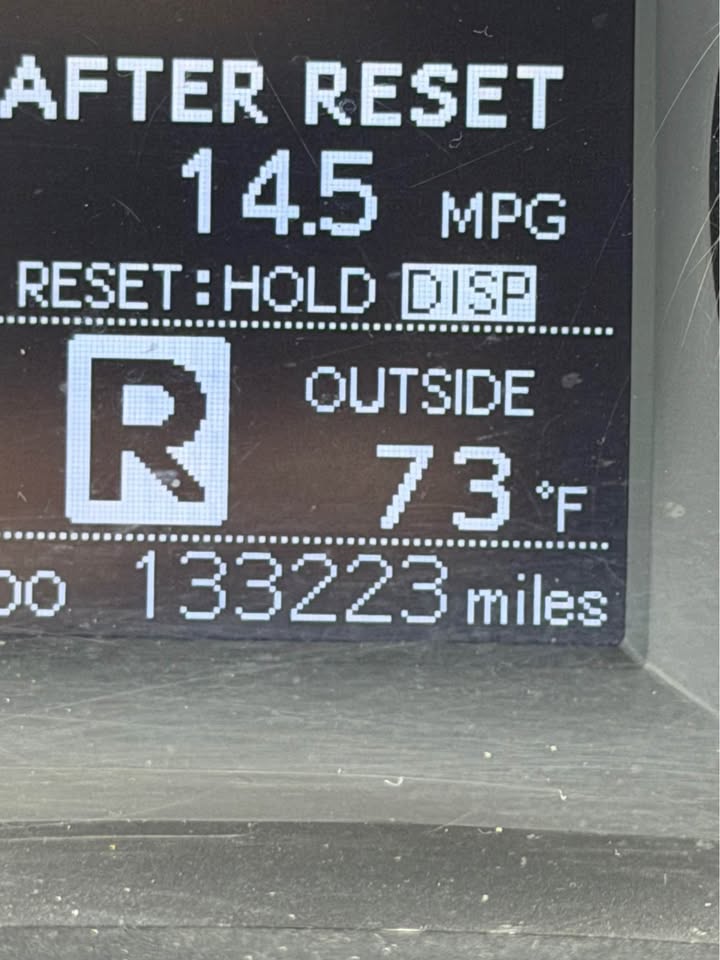 AFTER RESET
14.5 MPG
RESET:HOLD DISP
R
OUTSIDE
73 °F
133223 miles